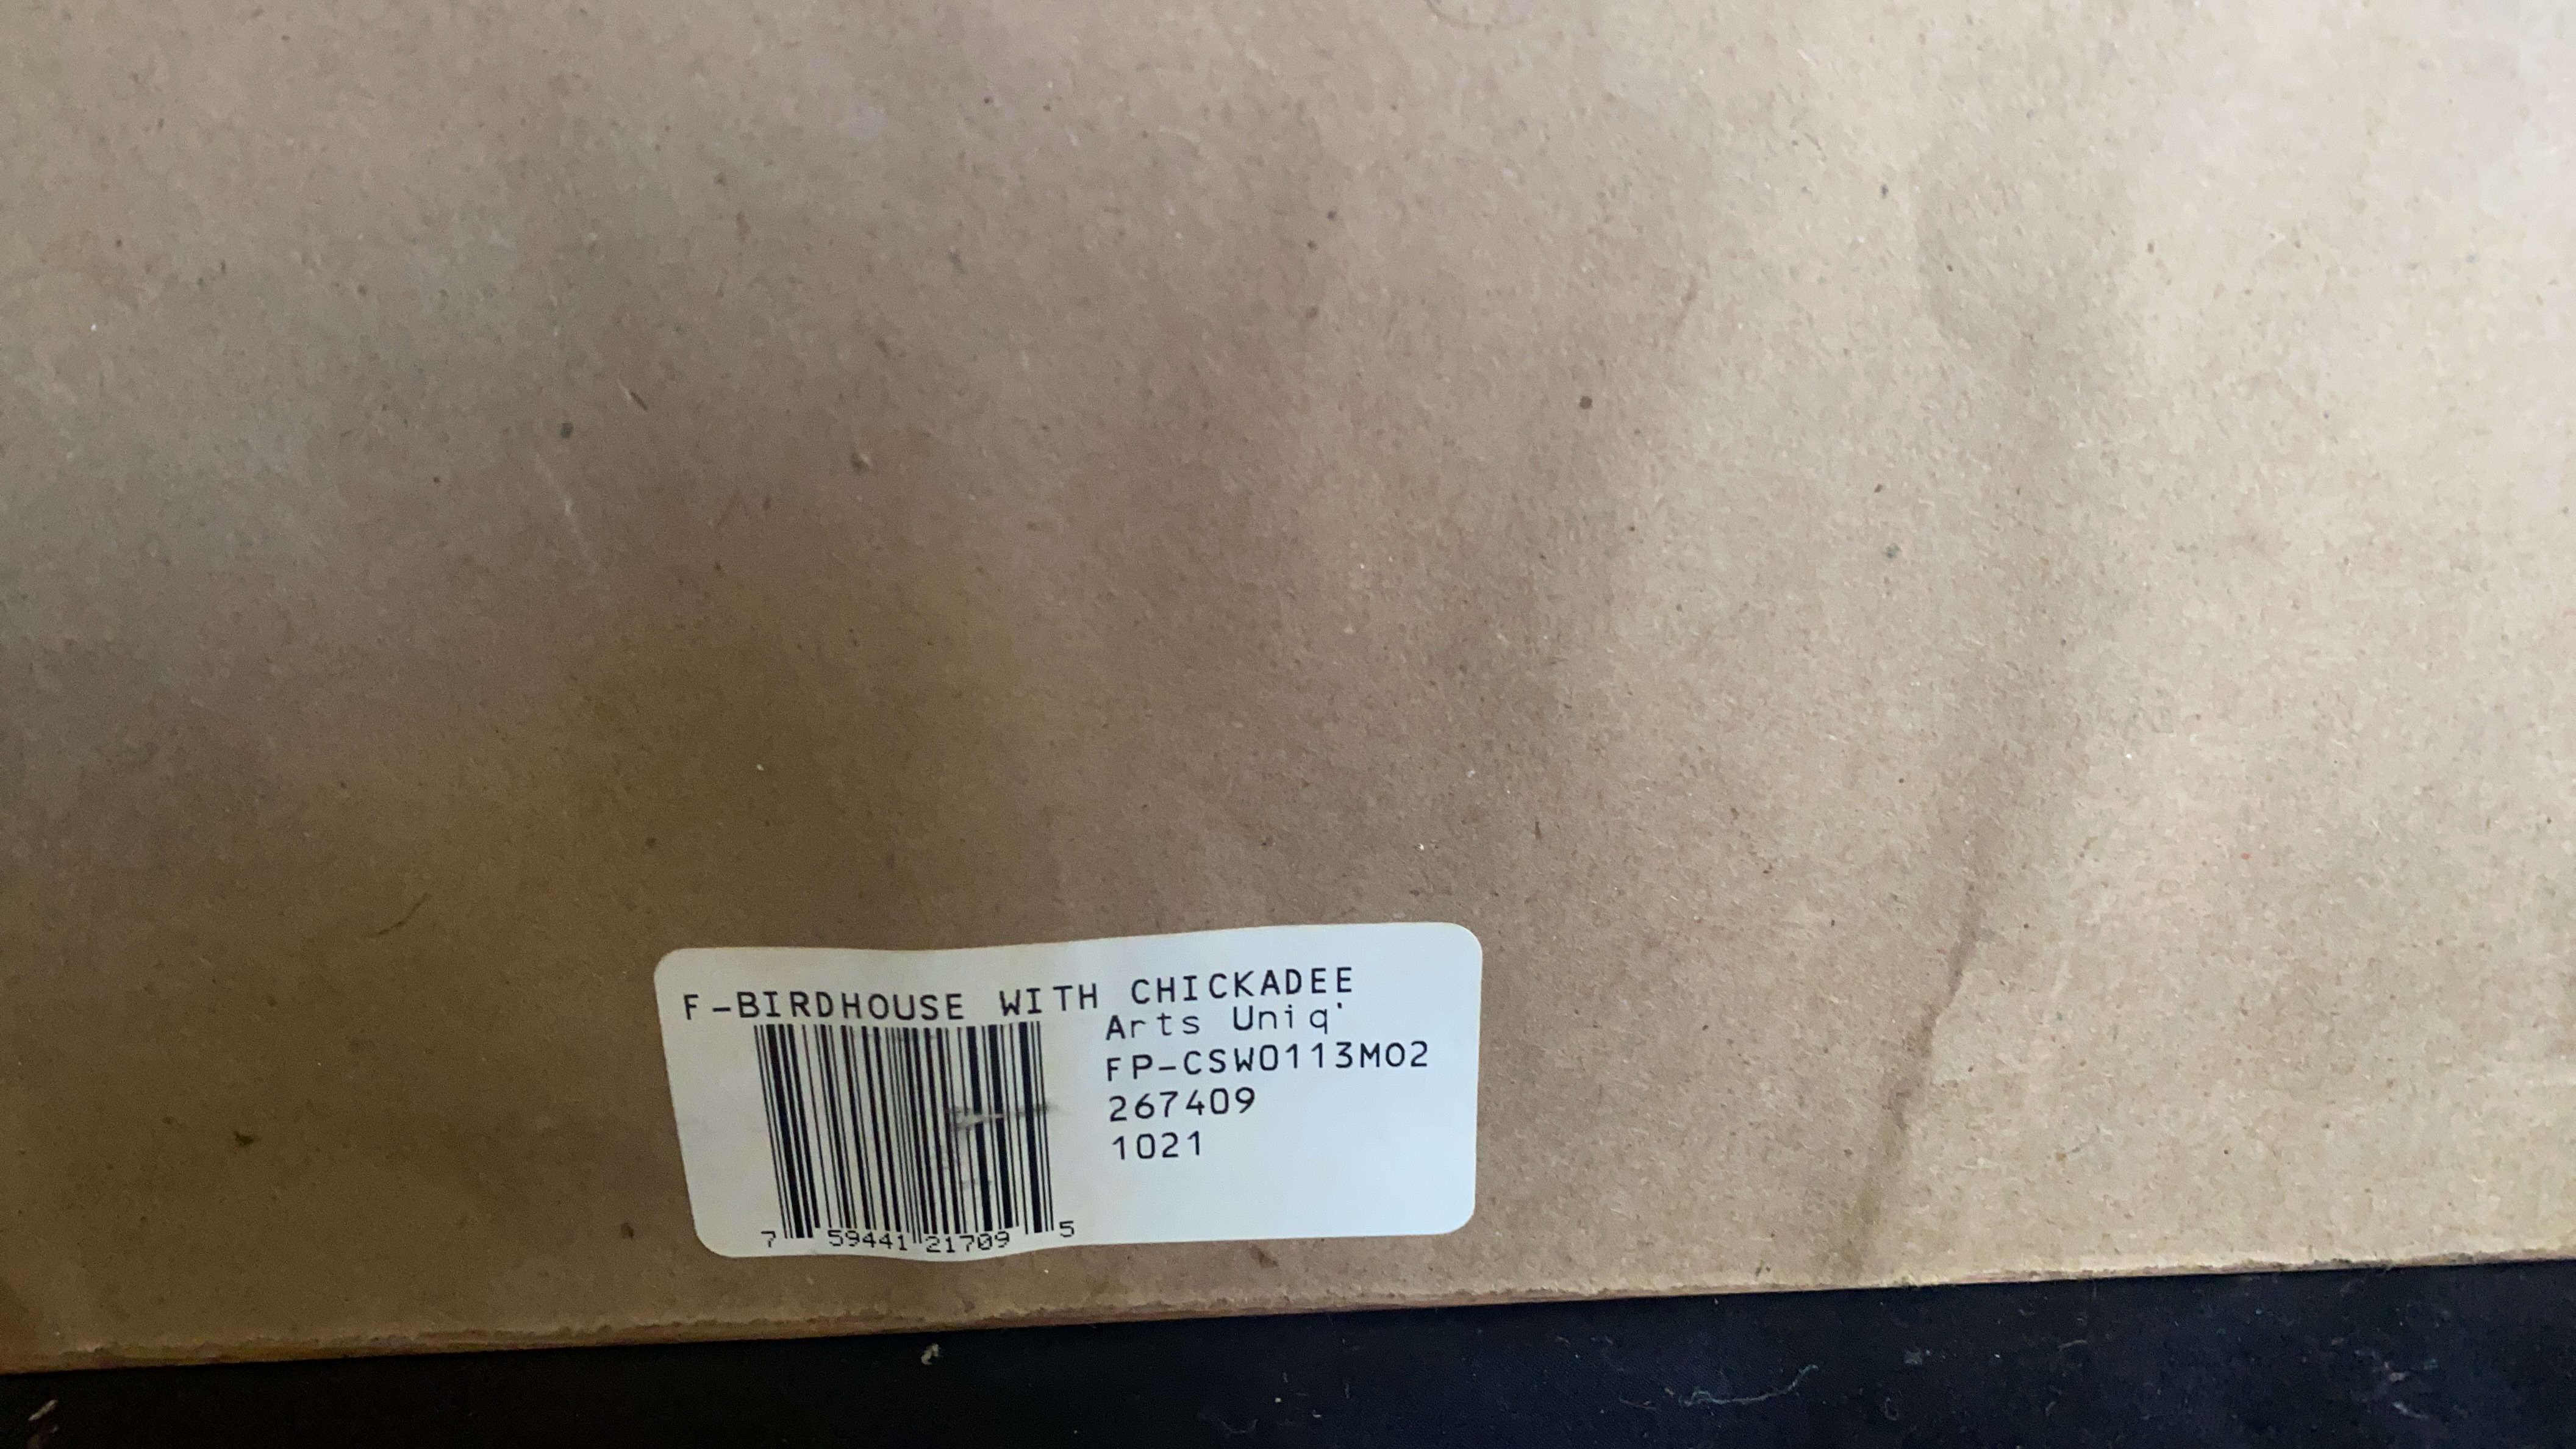 F-BIRDHOUSE WITH CHICKADEE
Arts Uniq'
FP-CSW0113M02
267409
1021
7 59441 21709 5